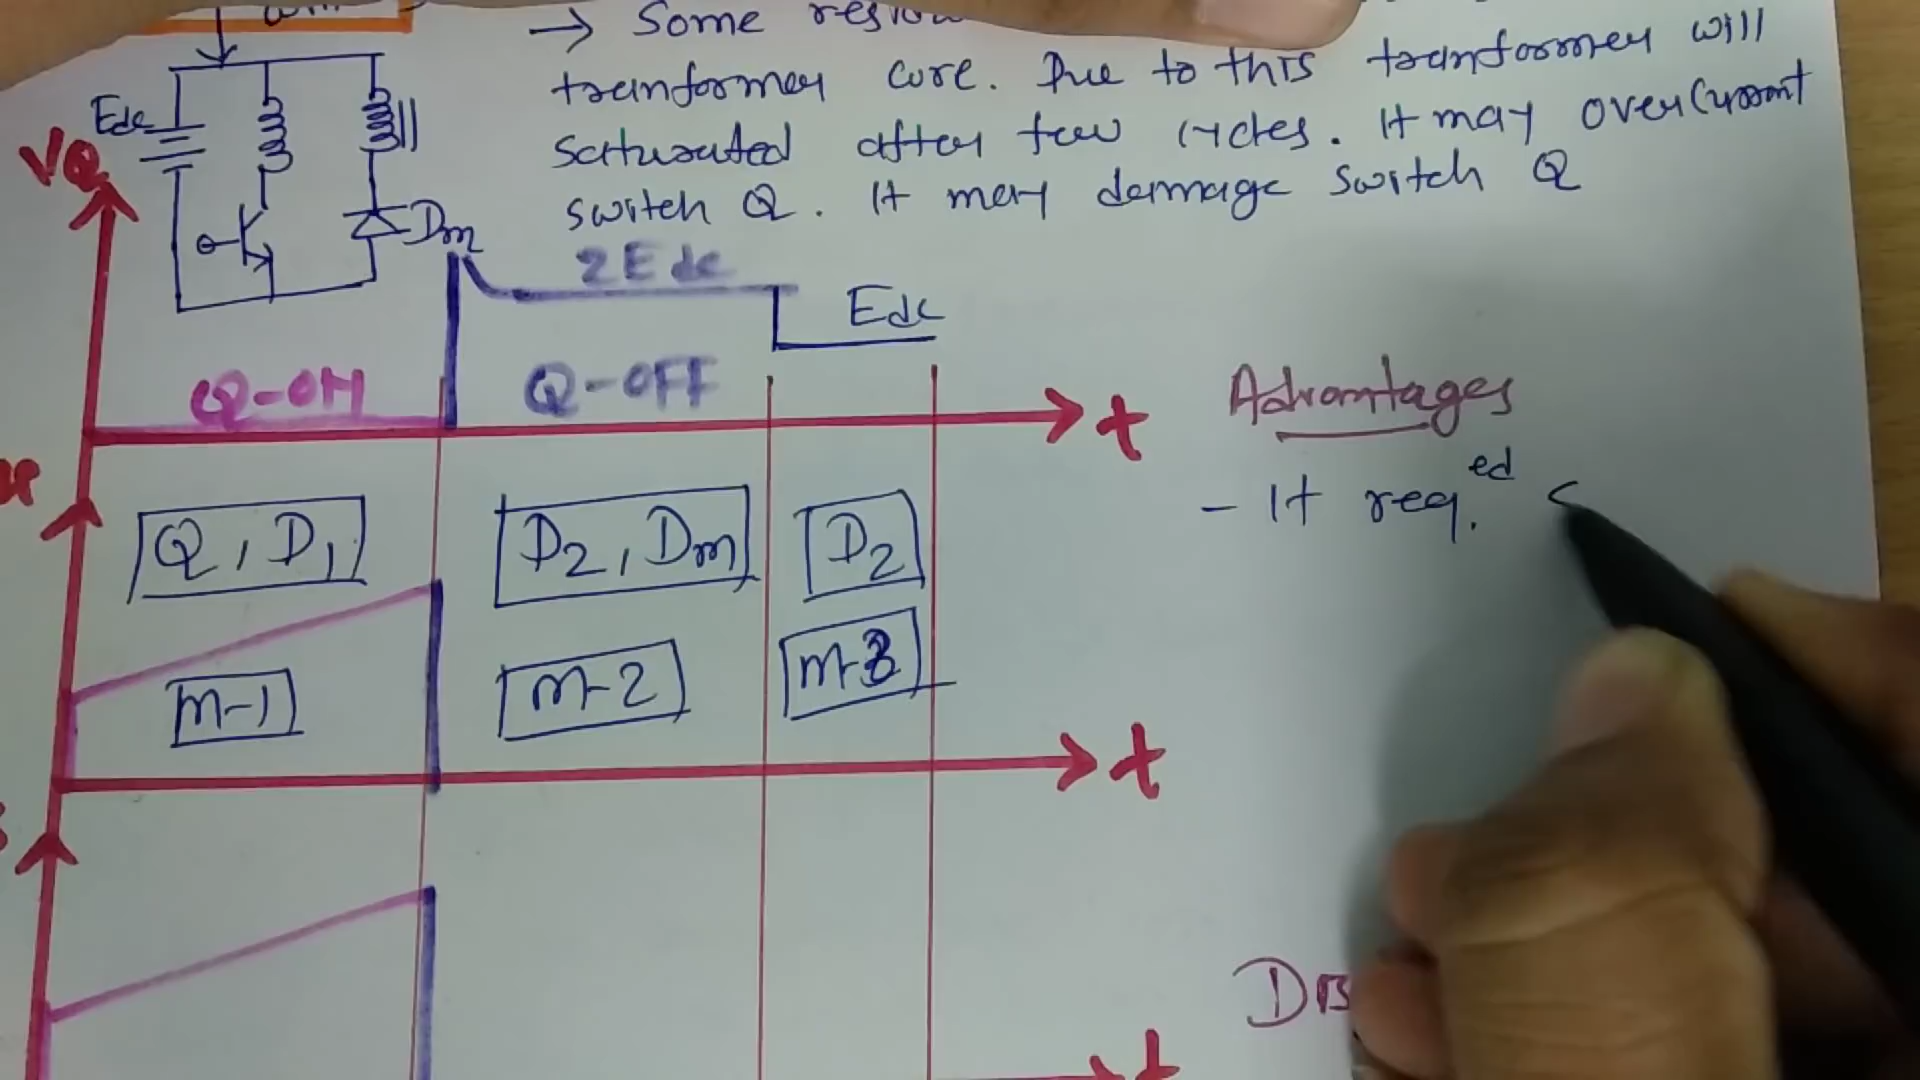 → Some
transformer core. Due to this transformer will
saturated after few cycles. It may overcurrent
switch Q. It may damage switch Q
Edc
VQ
Dm
2Edc
Edc
Q-ON
Q-OFF
t
Advantages
- It req.ed
Q, D1
D2, Dm
D2
m-1
m-2
m-3
t
t